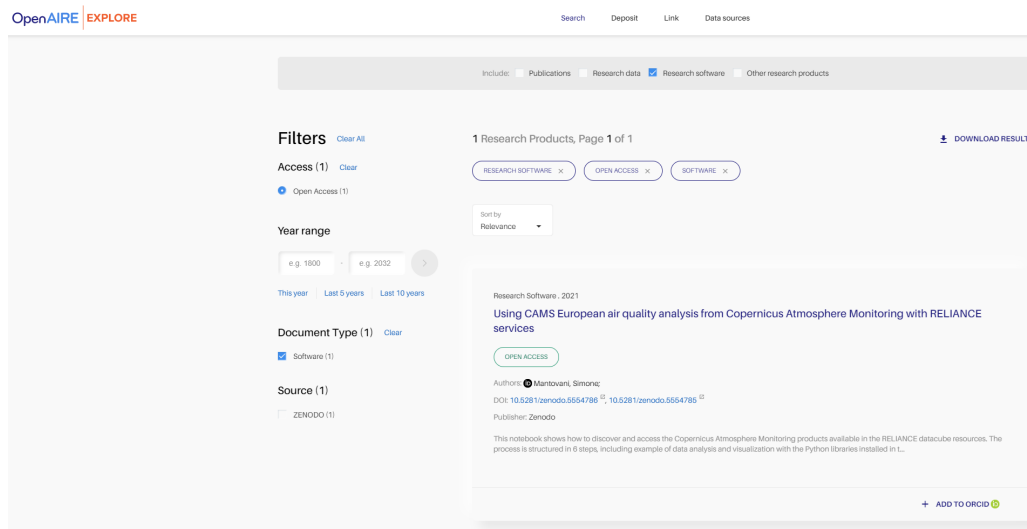 OpenAIRE EXPLORE
Search Deposit Link Data sources
Include: Publications Research data Research software Other research products
Filters Clear All
Access (1) Clear
Open Access (1)
Year range
e.g. 1800 - e.g. 2032
This year Last 5 years Last 10 years
Document Type (1) Clear
Software (1)
Source (1)
ZENODO (1)
1 Research Products, Page 1 of 1
DOWNLOAD RESULT
RESEARCH SOFTWARE × OPEN ACCESS × SOFTWARE ×
Sort by
Relevance
Research Software . 2021
Using CAMS European air quality analysis from Copernicus Atmosphere Monitoring with RELIANCE
services
OPEN ACCESS
Authors: iD Mantovani, Simone;
DOI: 10.5281/zenodo.5554786 , 10.5281/zenodo.5554785
Publisher: Zenodo
This notebook shows how to discover and access the Copernicus Atmosphere Monitoring products available in the RELIANCE datacube resources. The
process is structured in 6 steps, including example of data analysis and visualization with the Python libraries installed in t...
+ ADD TO ORCID iD